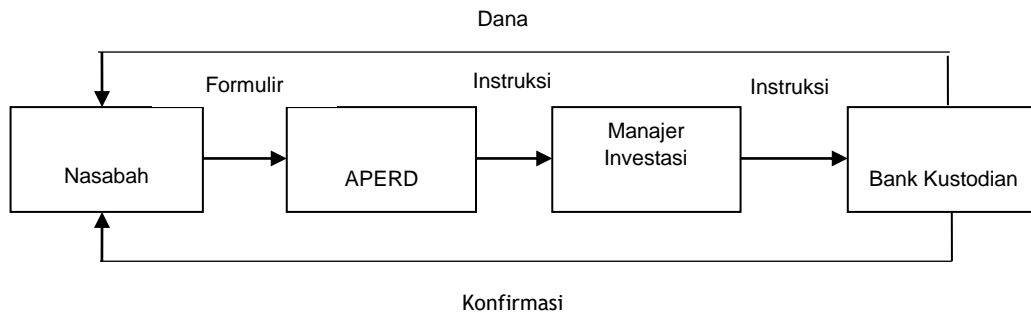 Dana
Formulir
Instruksi
Instruksi
Nasabah
APERD
Manajer
Investasi
Bank Kustodian
Konfirmasi